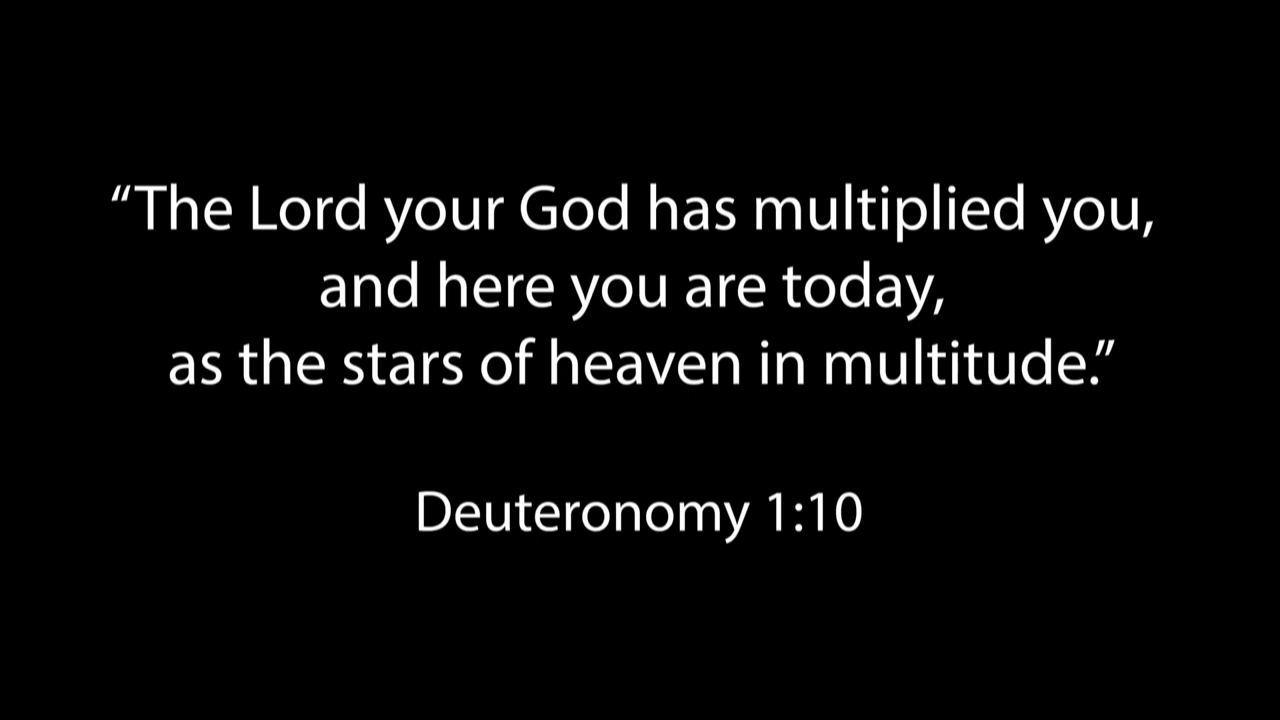 “The Lord your God has multiplied you,
and here you are today,
as the stars of heaven in multitude.”
Deuteronomy 1:10